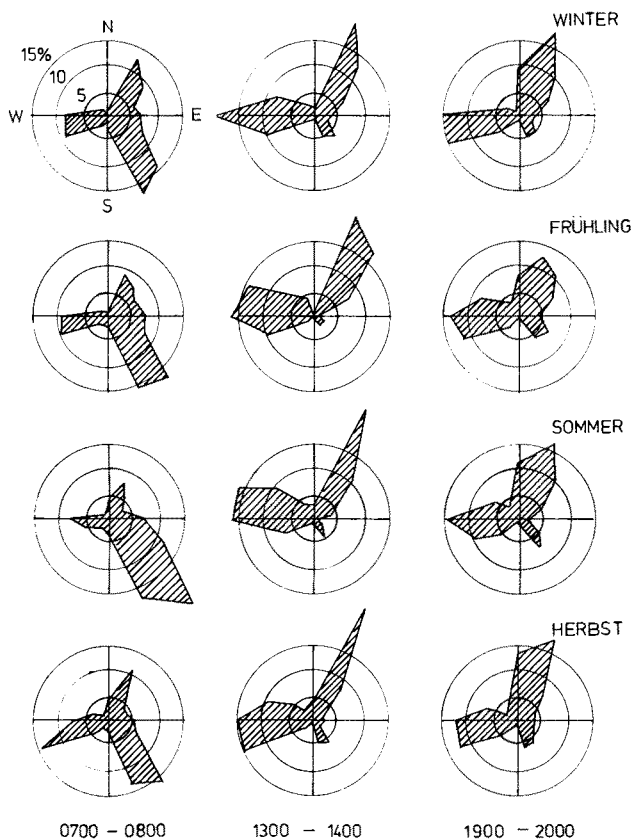 N
WINTER
15%
10
5
W
E
S
FRÜHLING
SOMMER
HERBST
0700 – 0800
1300 – 1400
1900 – 2000